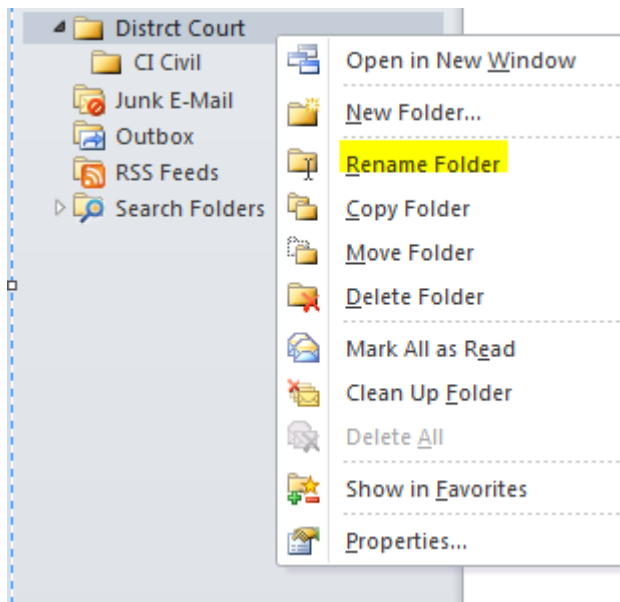 Distrct Court
CI Civil
Junk E-Mail
Outbox
RSS Feeds
Search Folders
Open in New Window
New Folder...
Rename Folder
Copy Folder
Move Folder
Delete Folder
Mark All as Read
Clean Up Folder
Delete All
Show in Favorites
Properties...